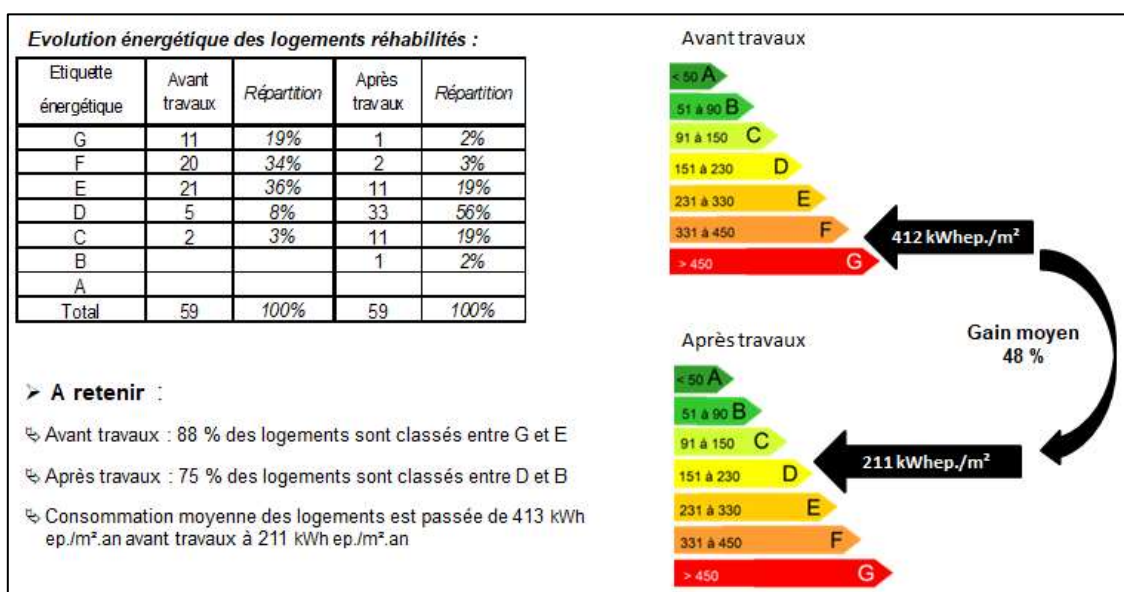 Evolution énergétique des logements réhabilités :
Etiquette énergétique Avant travaux Répartition Après travaux Répartition
G 11 19% 1 2%
F 20 34% 2 3%
E 21 36% 11 19%
D 5 8% 33 56%
C 2 3% 11 19%
B 1 2%
A
Total 59 100% 59 100%
➤ A retenir :
Avant travaux : 88 % des logements sont classés entre G et E
Après travaux : 75 % des logements sont classés entre D et B
Consommation moyenne des logements est passée de 413 kWh
ep./m².an avant travaux à 211 kWh ep./m².an
Avant travaux
< 50 A
51 à 90 B
91 à 150 C
151 à 230 D
231 à 330 E
331 à 450 F
> 450 G
412 kWhep./m²
Gain moyen
48 %
Après travaux
< 50 A
51 à 90 B
91 à 150 C
151 à 230 D
231 à 330 E
331 à 450 F
> 450 G
211 kWhep./m²